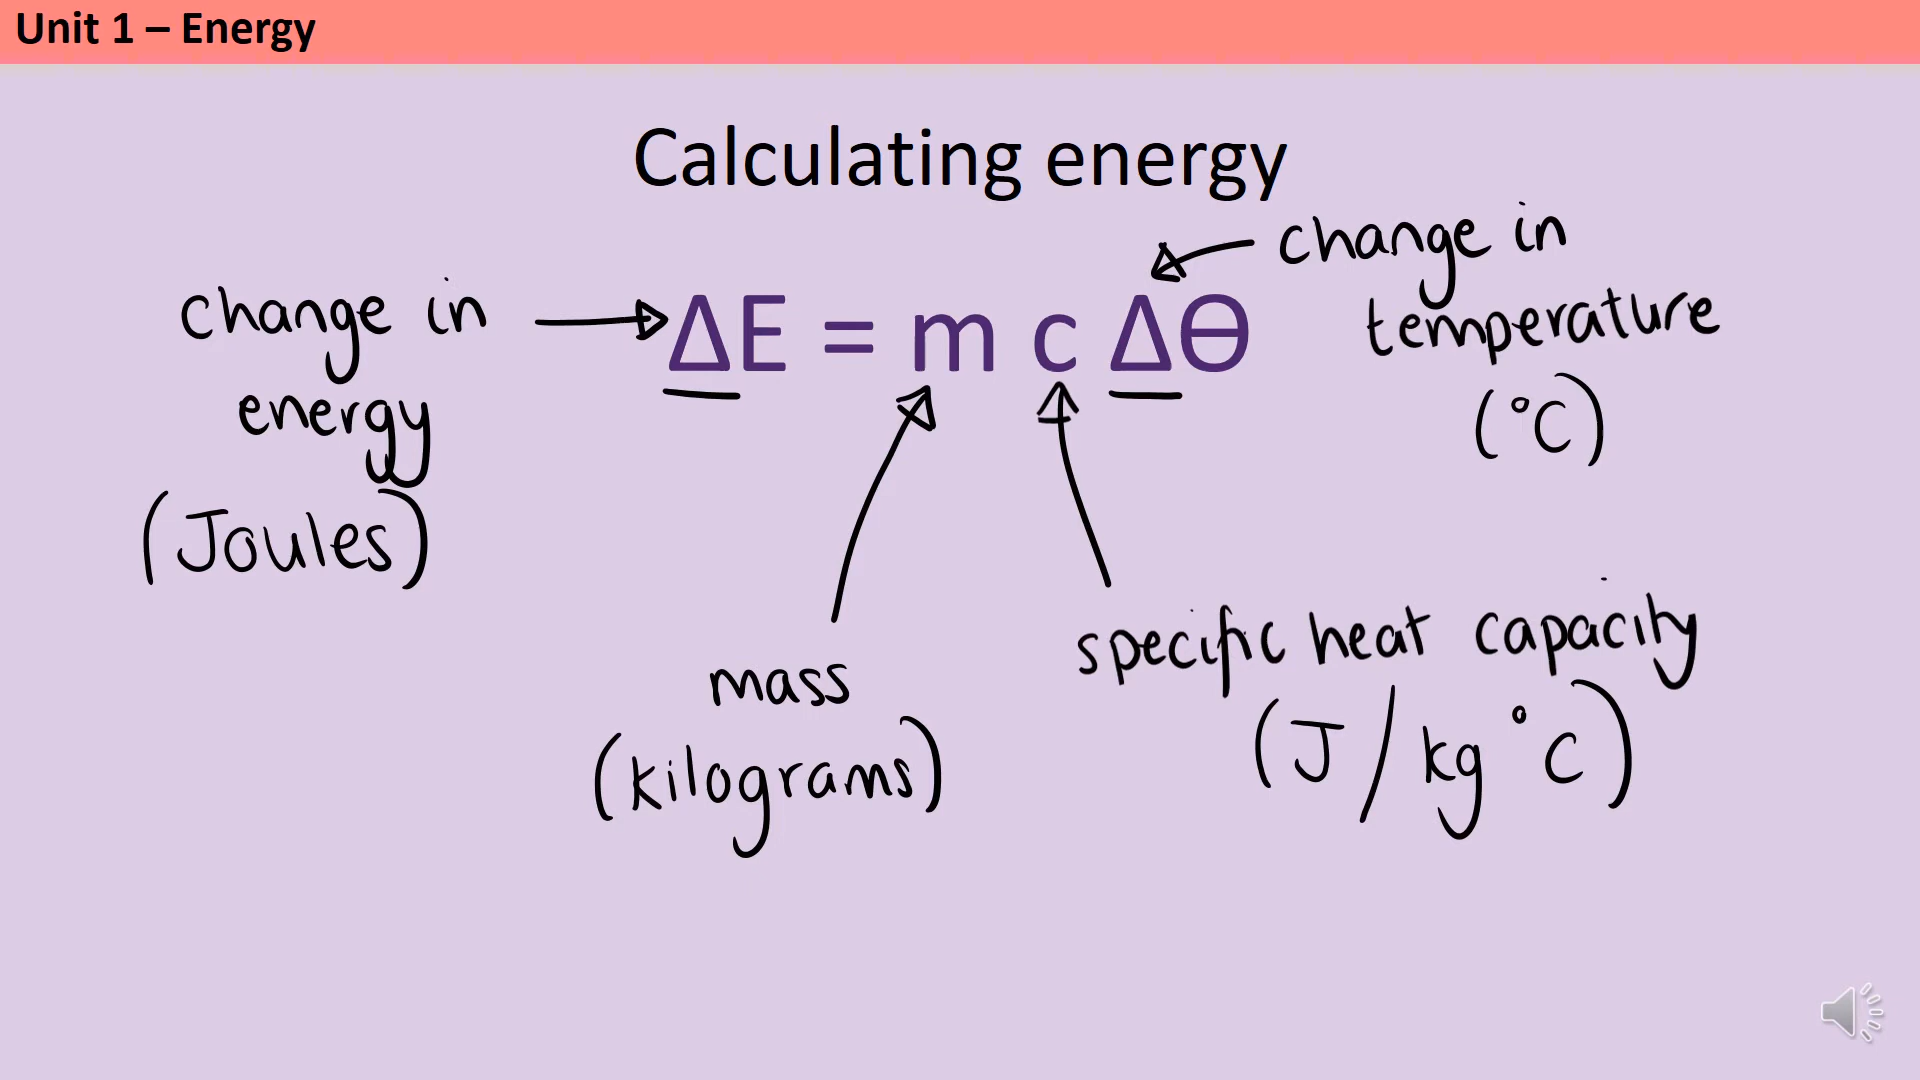 Unit 1 – Energy
Calculating energy
change in
energy
(Joules)
ΔE = m c ΔΘ
change in
temperature
(°C)
mass
(kilograms)
specific heat capacity
(J/kg°C)